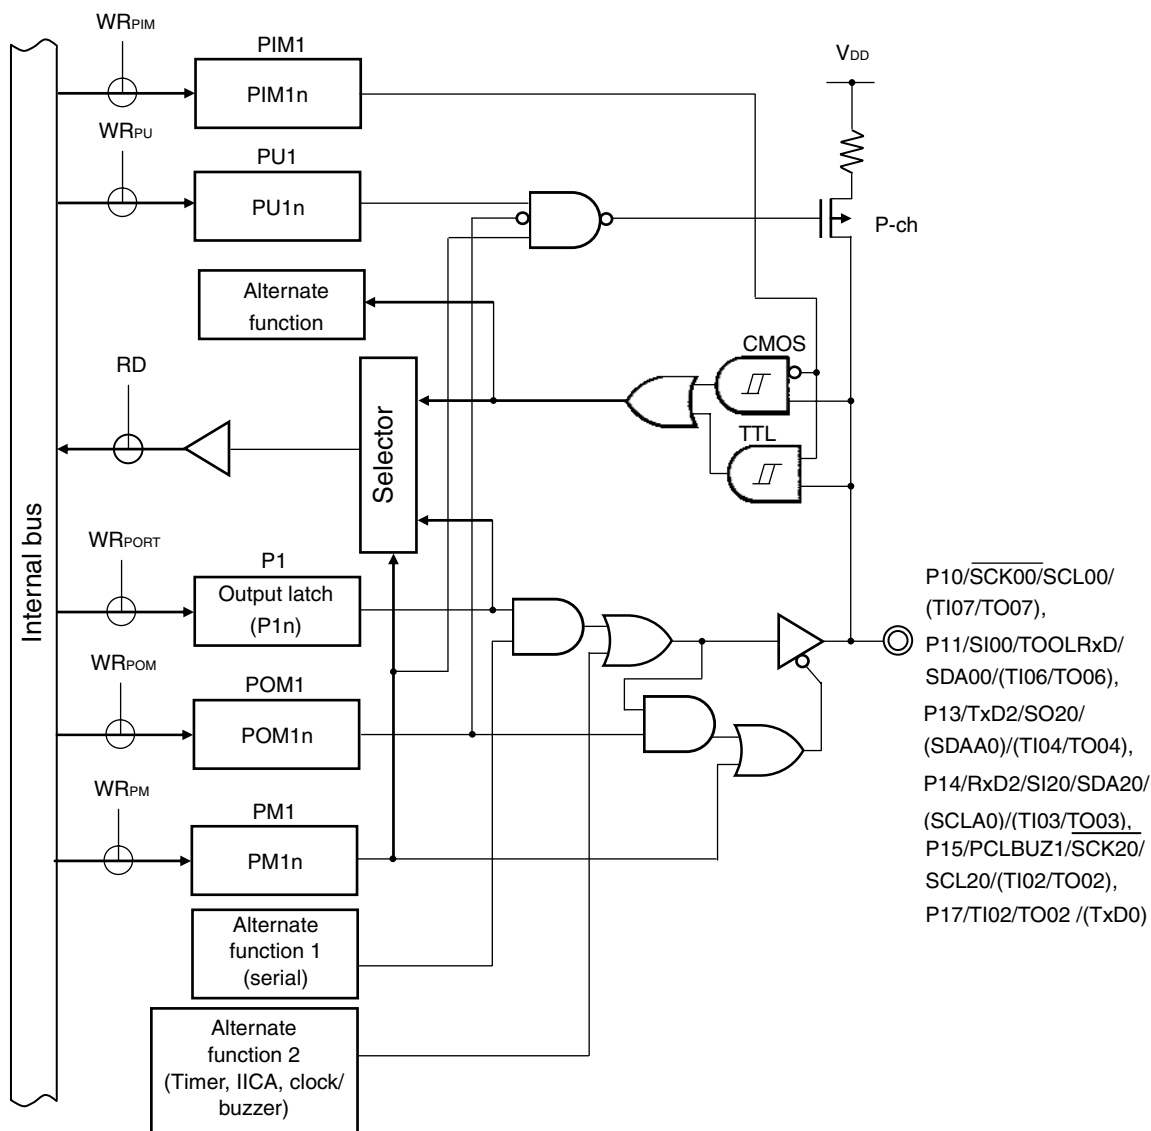 WRPIM
PIM1
PIM1n
VDD
WRPU
PU1
PU1n
P-ch
Alternate
function
CMOS
RD
Selector
TTL
Internal bus
WRPORT
P1
Output latch
(P1n)
P10/SCK00/SCL00/
(TI07/TO07),
P11/SI00/TOOLRxD/
SDA00/(TI06/TO06),
P13/TxD2/SO20/
(SDAA0)/(TI04/TO04),
P14/RxD2/SI20/SDA20/
(SCLA0)/(TI03/TO03),
P15/PCLBUZ1/SCK20/
SCL20/(TI02/TO02),
P17/TI02/TO02 /(TxD0)
WRPOM
POM1
POM1n
WRPM
PM1
PM1n
Alternate
function 1
(serial)
Alternate
function 2
(Timer, IICA, clock/
buzzer)